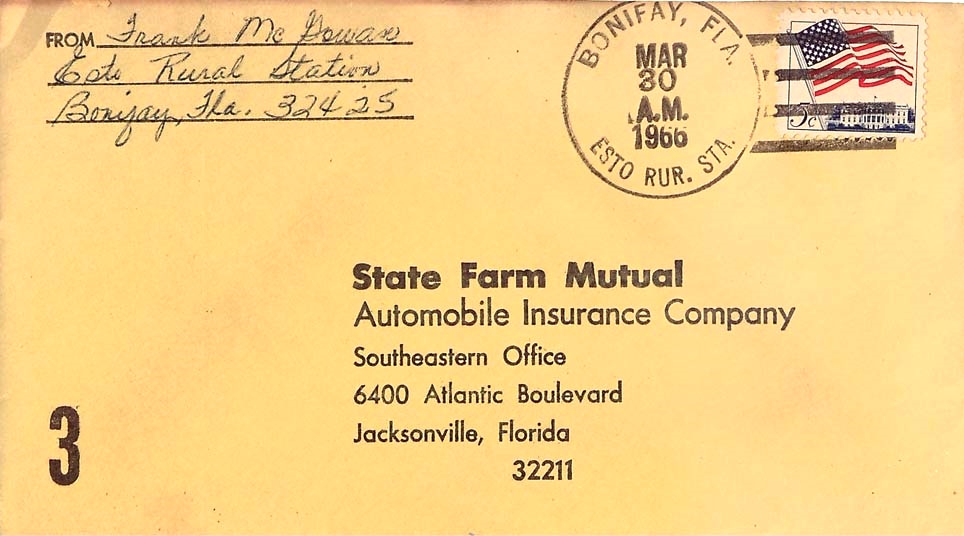 FROM Frank McGowan
Esto Rural Station
Bonifay, Fla. 32425
BONIFAY, FLA.
MAR
30
A.M.
1966
ESTO RUR. STA.
5c
State Farm Mutual
Automobile Insurance Company
Southeastern Office
6400 Atlantic Boulevard
Jacksonville, Florida
32211
3